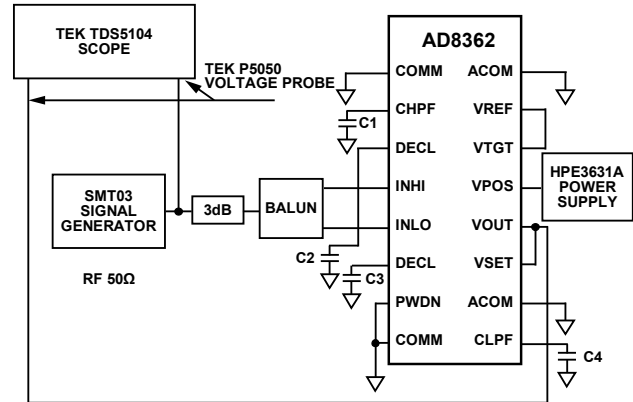 TEK TDS5104
SCOPE
TEK P5050
VOLTAGE PROBE
SMT03
SIGNAL
GENERATOR
RF 50Ω
3dB
BALUN
C1
C2
C3
AD8362
COMM
ACOM
CHPF
VREF
DECL
VTGT
INHI
VPOS
INLO
VOUT
DECL
VSET
PWDN
ACOM
COMM
CLPF
HPE3631A
POWER
SUPPLY
C4